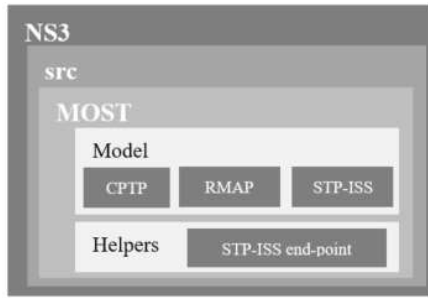 NS3
src
MOST
Model
CPTP RMAP STP-ISS
Helpers STP-ISS end-point